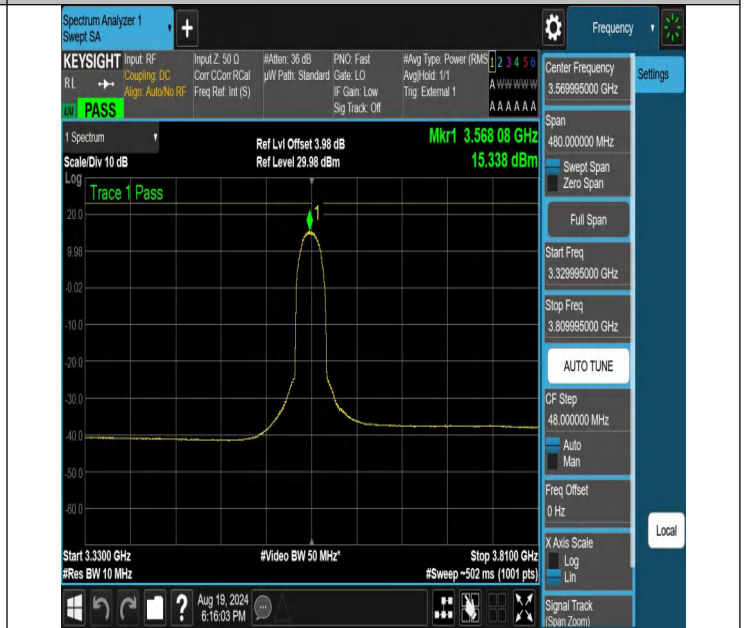 Spectrum Analyzer 1
Swept SA
+
Frequency
KEYSIGHT
RL
PASS
Input: RF
Coupling: DC
Align: Auto/No RF
Input Z: 50 Ω
Corr CCorr RCal
Freq Ref: Int (S)
#Atten: 36 dB
µW Path: Standard
PNO: Fast
Gate: LO
IF Gain: Low
Sig Track: Off
#Avg Type: Power (RMS
Avg|Hold: 1/1
Trig: External 1
1 2 3 4 5 6
A W W W W W
A A A A A A
1 Spectrum
Scale/Div 10 dB
Ref Lvl Offset 3.98 dB
Ref Level 29.98 dBm
Mkr1 3.568 08 GHz
15.338 dBm
Log
Trace 1 Pass
1
20.0
9.98
-0.02
-10.0
-20.0
-30.0
-40.0
-50.0
-60.0
Start 3.3300 GHz
#Res BW 10 MHz
#Video BW 50 MHz*
Stop 3.8100 GHz
#Sweep ~502 ms (1001 pts)
?
Aug 19, 2024
6:16:03 PM
Center Frequency
3.569995000 GHz
Settings
Span
480.000000 MHz
Swept Span
Zero Span
Full Span
Start Freq
3.329995000 GHz
Stop Freq
3.809995000 GHz
AUTO TUNE
CF Step
48.000000 MHz
Auto
Man
Freq Offset
0 Hz
Local
X Axis Scale
Log
Lin
Signal Track
(Span Zoom)